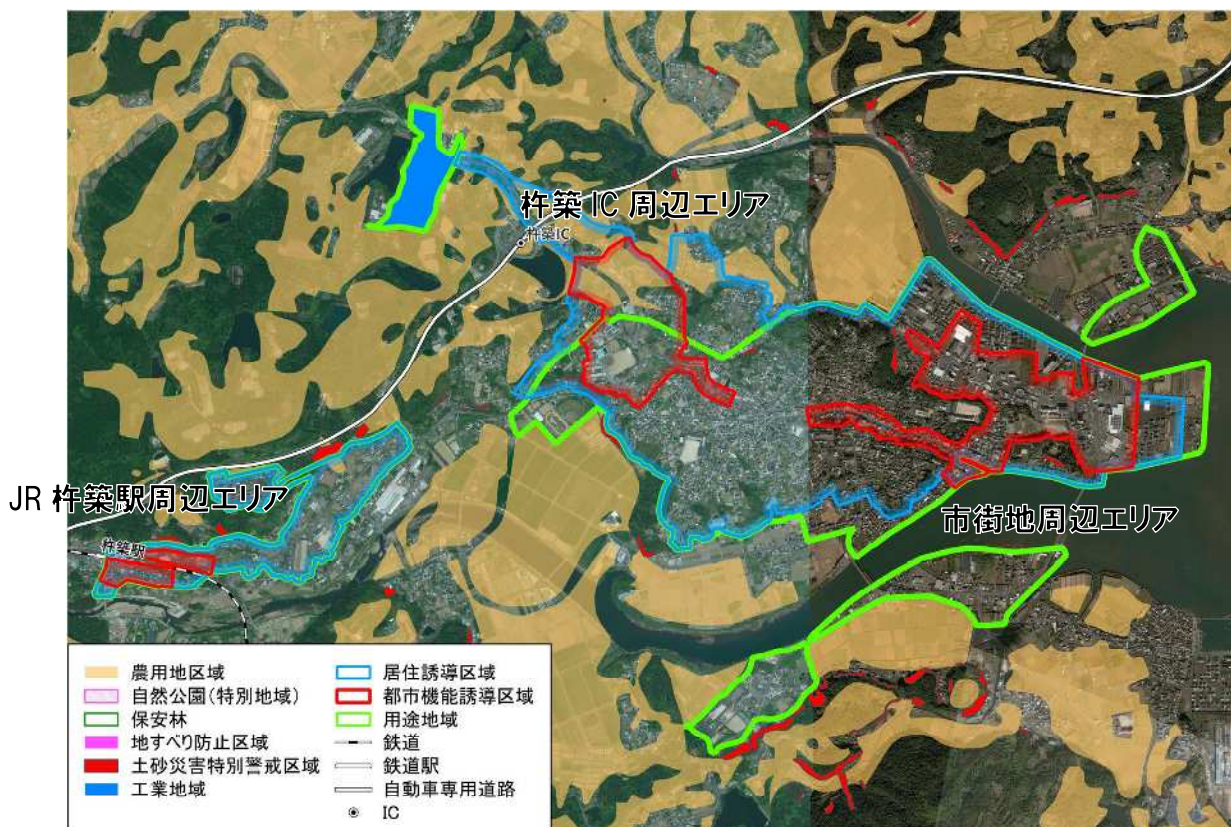 杵築 IC 周辺エリア
杵築IC
JR 杵築駅周辺エリア
杵築駅
市街地周辺エリア
農用地区域
自然公園(特別地域)
保安林
地すべり防止区域
土砂災害特別警戒区域
工業地域
居住誘導区域
都市機能誘導区域
用途地域
鉄道
鉄道駅
自動車専用道路
IC